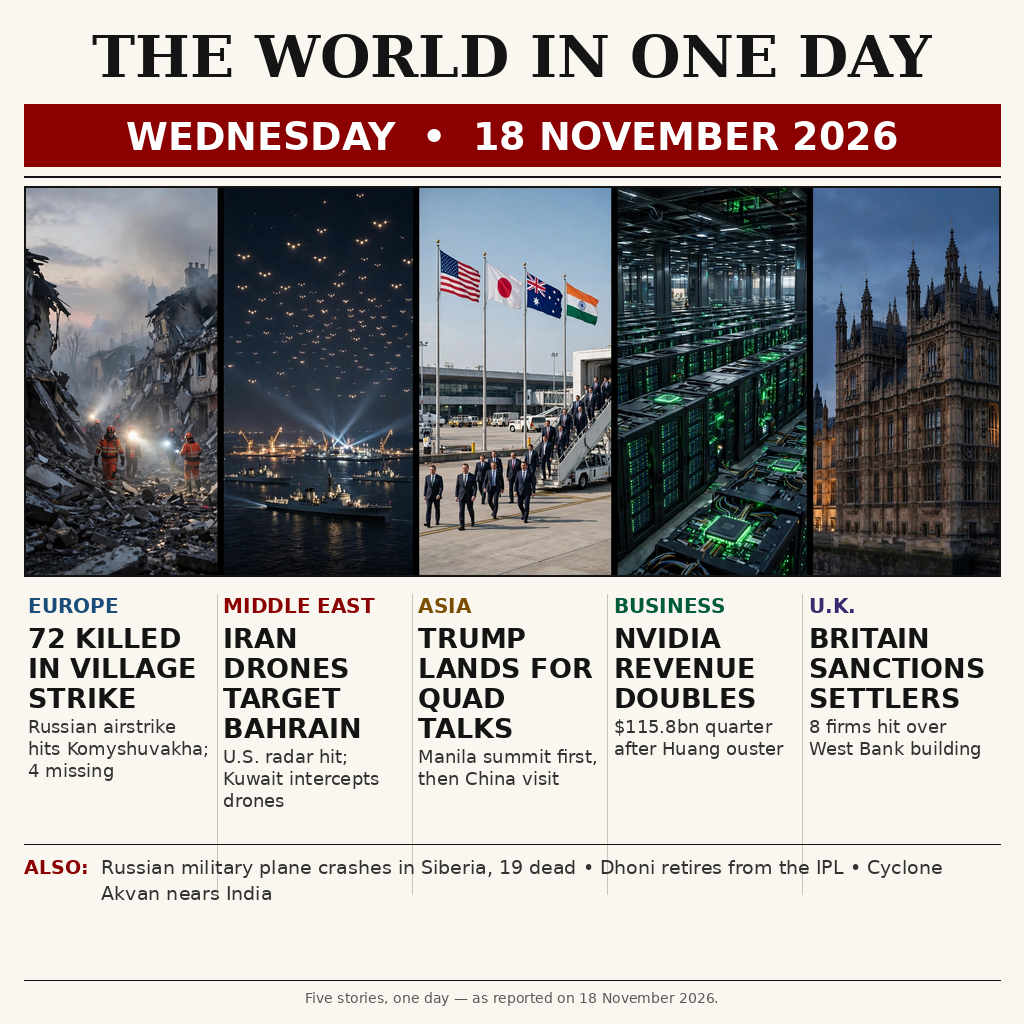 THE WORLD IN ONE DAY
WEDNESDAY • 18 NOVEMBER 2026
EUROPE
72 KILLED
IN VILLAGE
STRIKE
Russian airstrike
hits Komyshuvakha;
4 missing
MIDDLE EAST
IRAN
DRONES
TARGET
BAHRAIN
U.S. radar hit;
Kuwait intercepts
drones
ASIA
TRUMP
LANDS FOR
QUAD
TALKS
Manila summit first,
then China visit
BUSINESS
NVIDIA
REVENUE
DOUBLES
$115.8bn quarter
after Huang ouster
U.K.
BRITAIN
SANCTIONS
SETTLERS
8 firms hit over
West Bank building
ALSO: Russian military plane crashes in Siberia, 19 dead • Dhoni retires from the IPL • Cyclone
Akvan nears India
Five stories, one day — as reported on 18 November 2026.